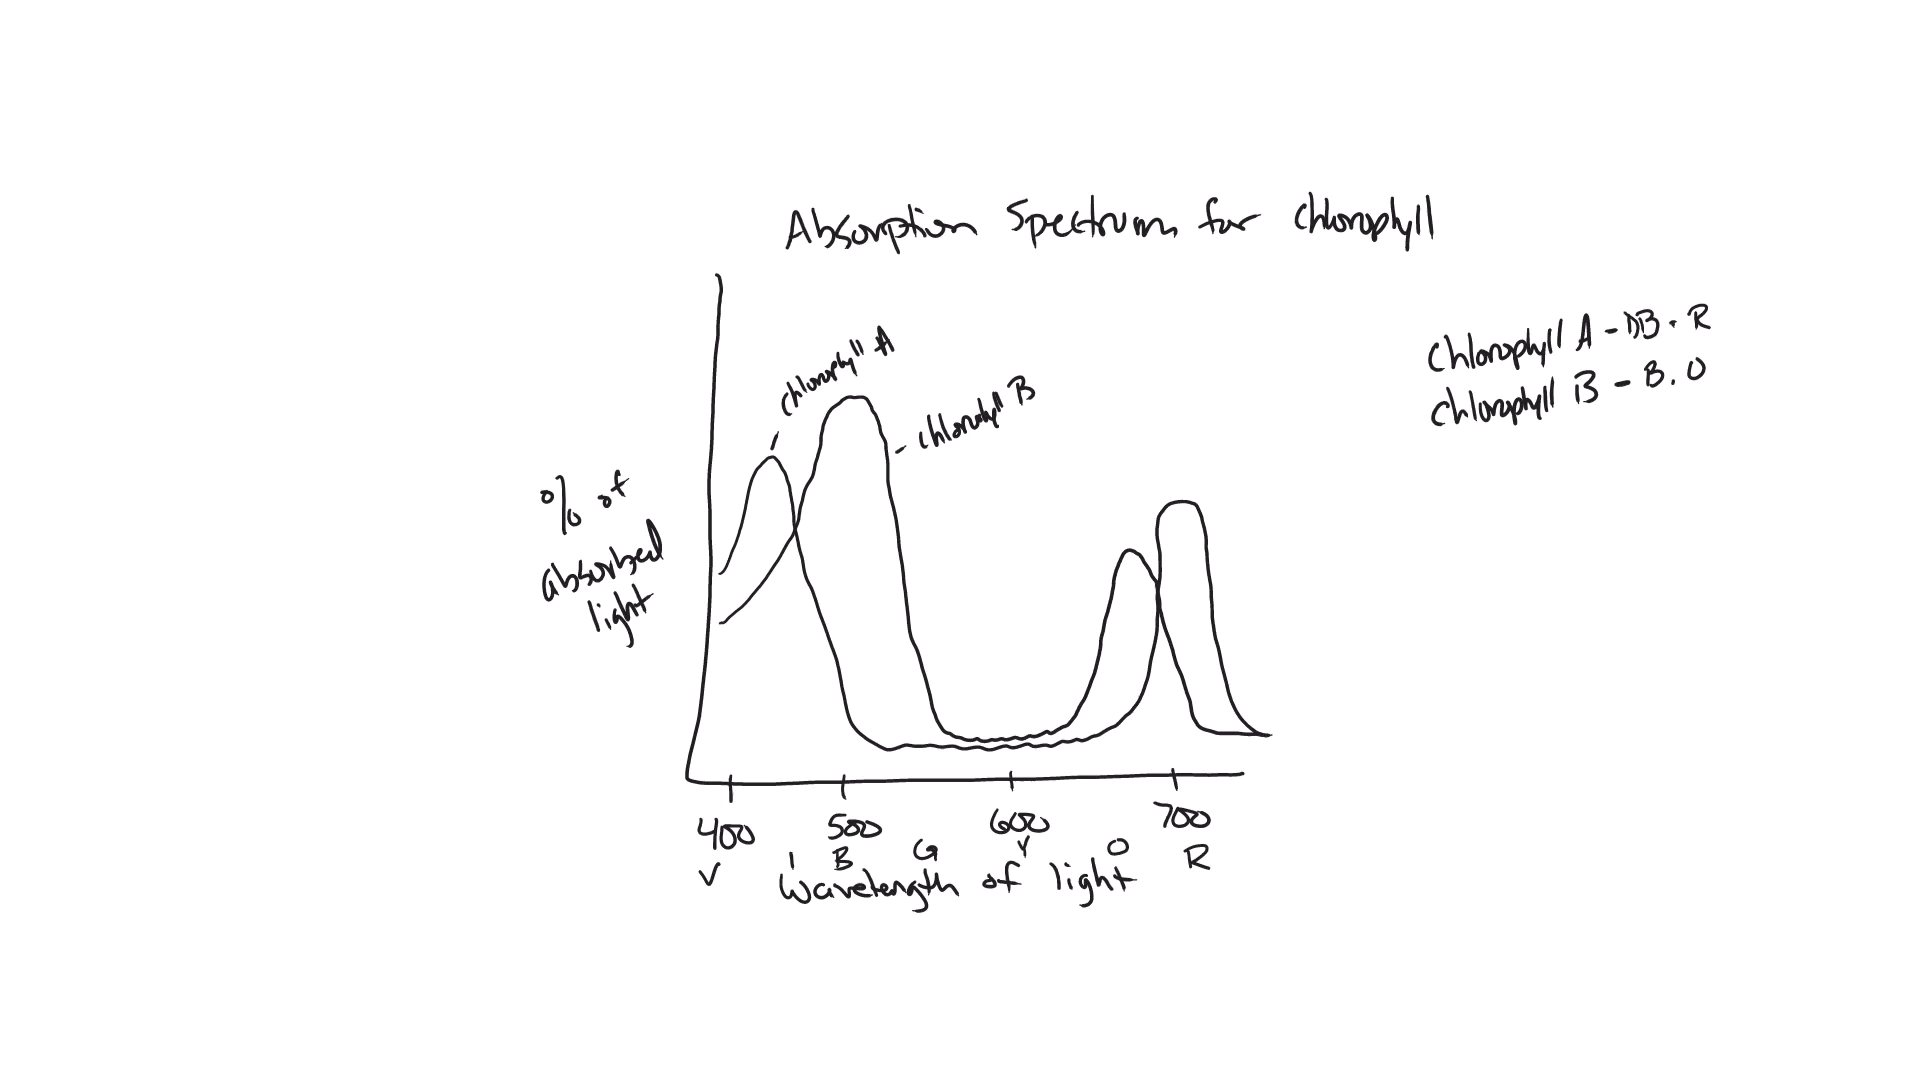 Absorption Spectrum for chlorophyll
Chlorophyll A - DB . R
chlorophyll B - B . O
chlorophyll A
chlorophyll B
% of
absorbed
light
400 500 600 700
V I B G Y O R
Wavelength of light